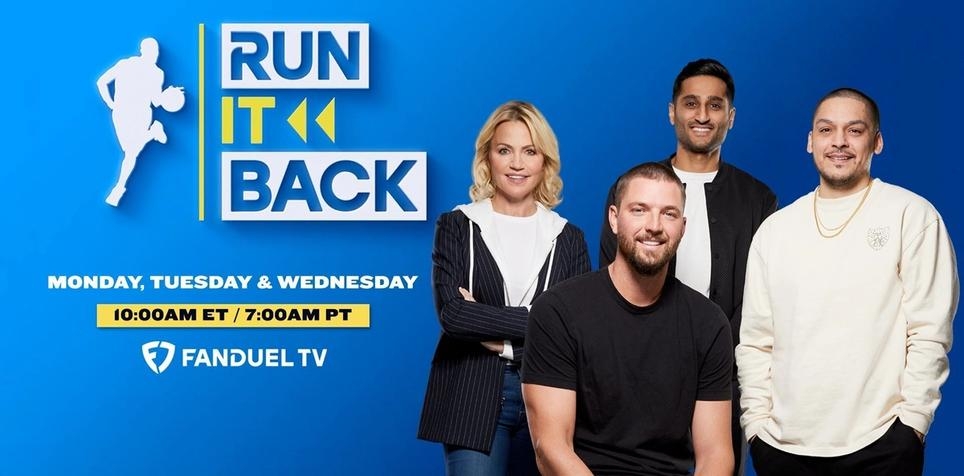 RUN
IT
BACK
MONDAY, TUESDAY & WEDNESDAY
10:00AM ET / 7:00AM PT
FANDUEL TV